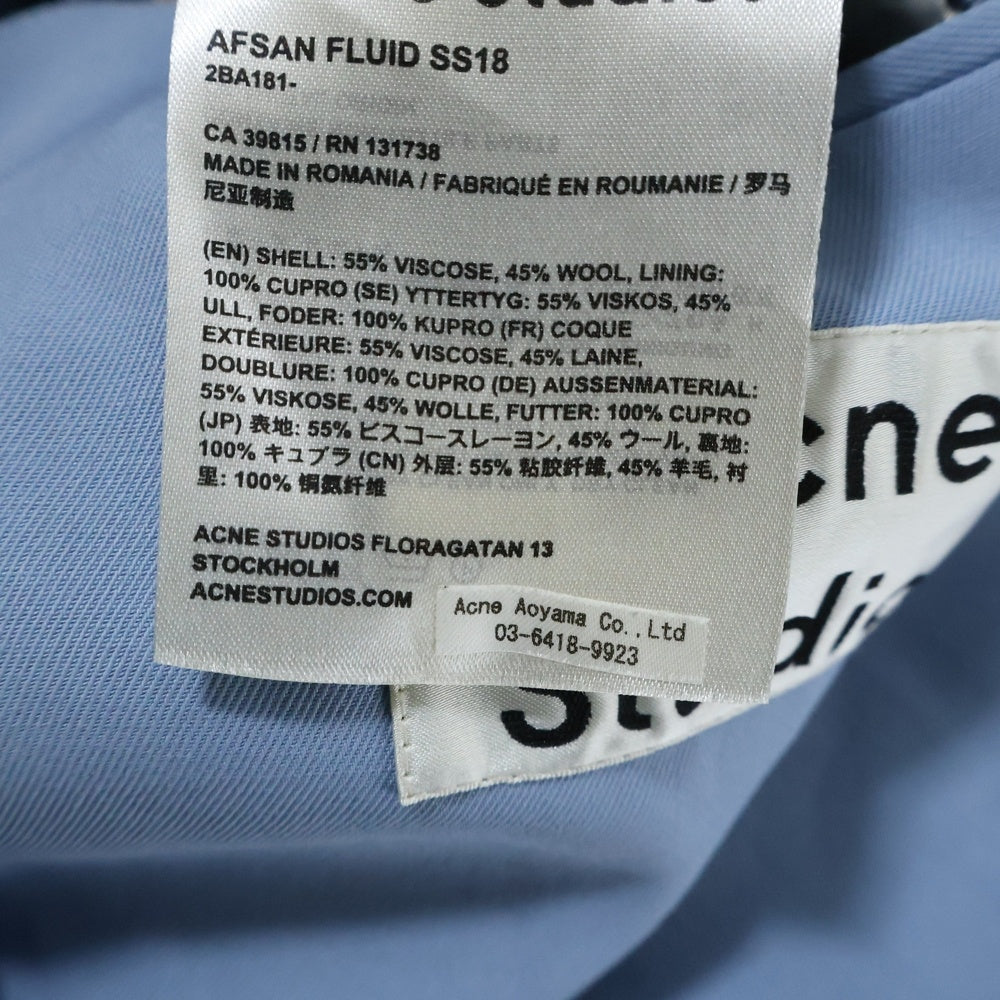 Studios
AFSAN FLUID SS18
2BA181-
CA 39815 / RN 131738
MADE IN ROMANIA / FABRIQUÉ EN ROUMANIE / 罗马
尼亚制造
(EN) SHELL: 55% VISCOSE, 45% WOOL, LINING:
100% CUPRO (SE) YTTERTYG: 55% VISKOS, 45%
ULL, FODER: 100% KUPRO (FR) COQUE
EXTÉRIEURE: 55% VISCOSE, 45% LAINE,
DOUBLURE: 100% CUPRO (DE) AUSSENMATERIAL:
55% VISKOSE, 45% WOLLE, FUTTER: 100% CUPRO
(JP) 表地: 55% ビスコースレーヨン, 45% ウール, 裏地:
100% キュプラ (CN) 外层: 55% 粘胶纤维, 45% 羊毛, 衬
里: 100% 铜氨纤维
ACNE STUDIOS FLORAGATAN 13
STOCKHOLM
ACNESTUDIOS.COM
Acne Aoyama Co.,Ltd
03-6418-9923
cne
St dio